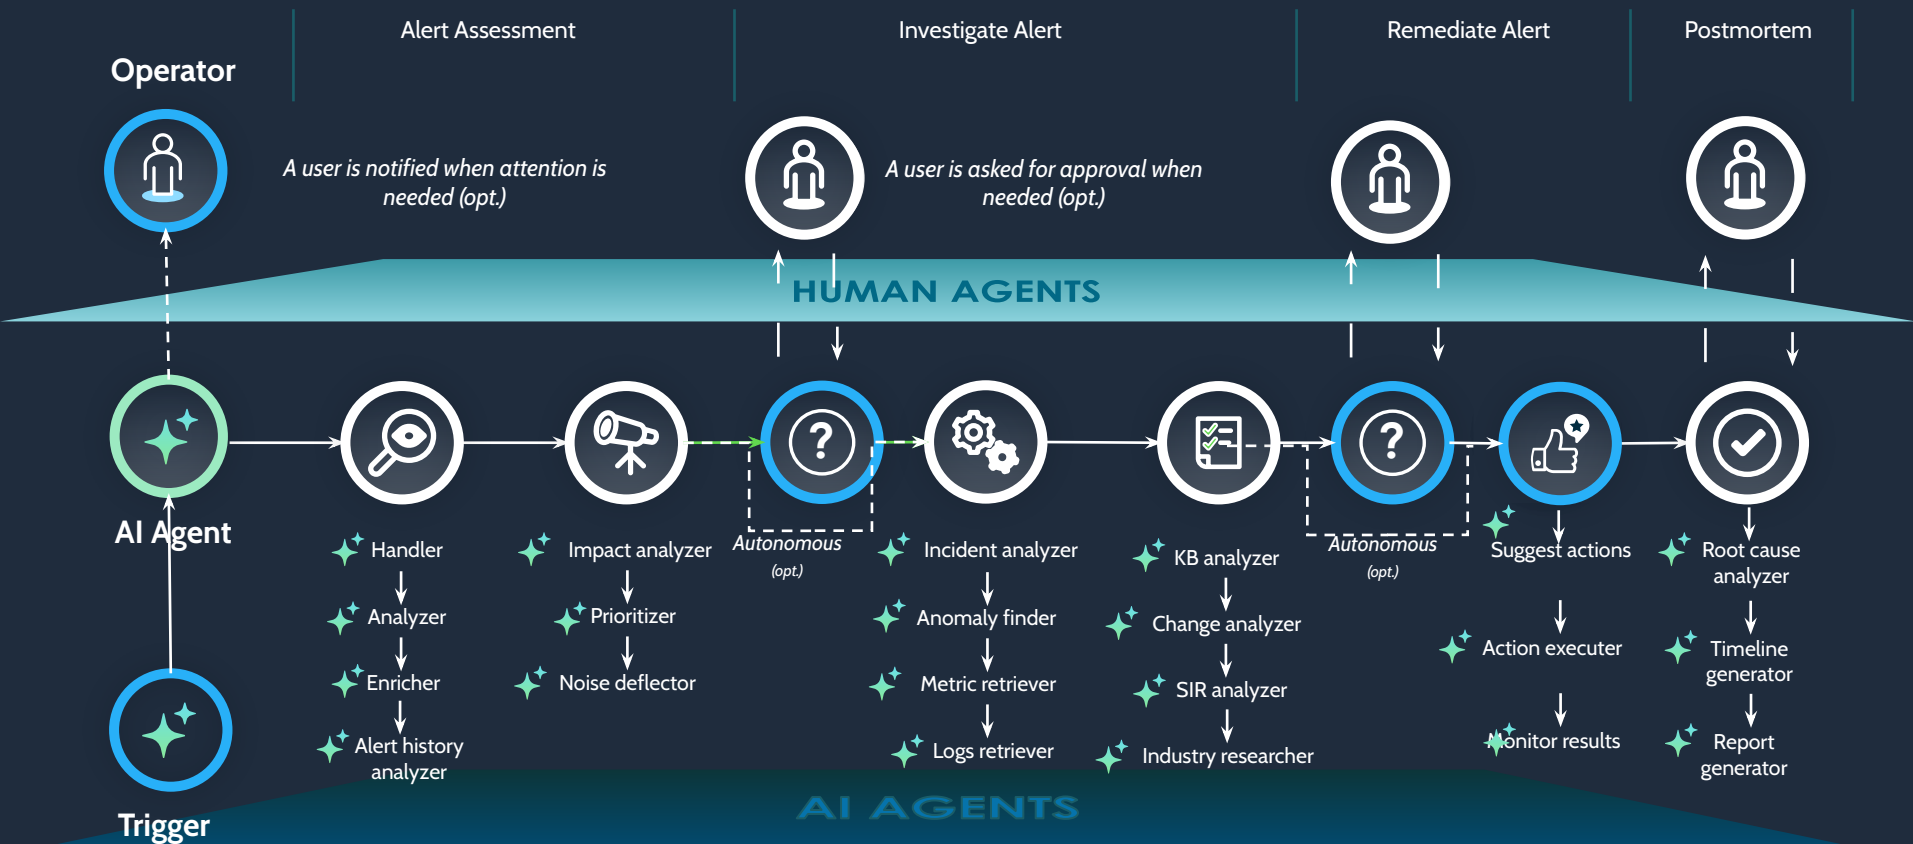 Alert Assessment
Investigate Alert
Remediate Alert
Postmortem
Operator
A user is notified when attention is
needed (opt.)
A user is asked for approval when
needed (opt.)
HUMAN AGENTS
?
?
AI Agent
Handler
Analyzer
Enricher
Alert history
analyzer
Impact analyzer
Prioritizer
Noise deflector
Autonomous
(opt.)
Incident analyzer
Anomaly finder
Metric retriever
Logs retriever
KB analyzer
Change analyzer
SIR analyzer
Industry researcher
Autonomous
(opt.)
Suggest actions
Action executer
Monitor results
Root cause
analyzer
Timeline
generator
Report
generator
Trigger
AI AGENTS